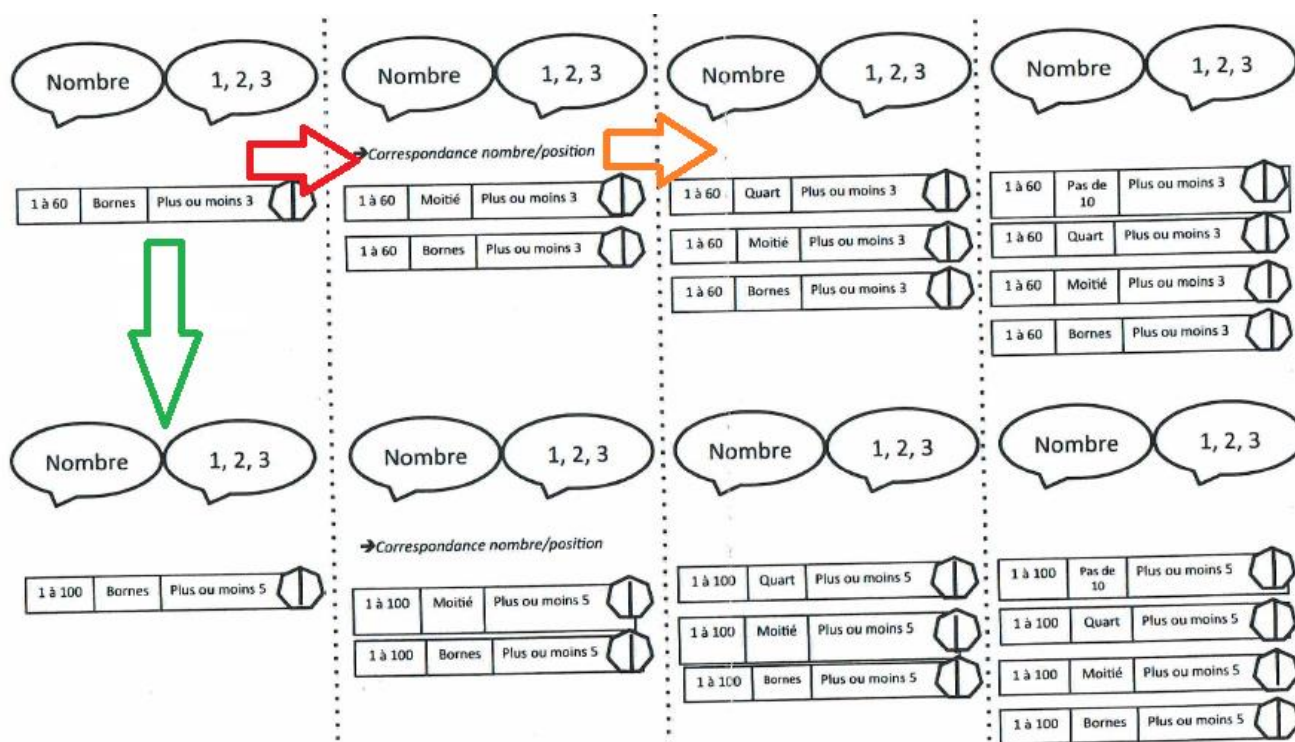 Nombre 1, 2, 3
1 à 60 Bornes Plus ou moins 3
Nombre 1, 2, 3
➔Correspondance nombre/position
1 à 60 Moitié Plus ou moins 3
1 à 60 Bornes Plus ou moins 3
Nombre 1, 2, 3
1 à 60 Quart Plus ou moins 3
1 à 60 Moitié Plus ou moins 3
1 à 60 Bornes Plus ou moins 3
Nombre 1, 2, 3
1 à 60 Pas de 10 Plus ou moins 3
1 à 60 Quart Plus ou moins 3
1 à 60 Moitié Plus ou moins 3
1 à 60 Bornes Plus ou moins 3
Nombre 1, 2, 3
1 à 100 Bornes Plus ou moins 5
Nombre 1, 2, 3
➔Correspondance nombre/position
1 à 100 Moitié Plus ou moins 5
1 à 100 Bornes Plus ou moins 5
Nombre 1, 2, 3
1 à 100 Quart Plus ou moins 5
1 à 100 Moitié Plus ou moins 5
1 à 100 Bornes Plus ou moins 5
Nombre 1, 2, 3
1 à 100 Pas de 10 Plus ou moins 5
1 à 100 Quart Plus ou moins 5
1 à 100 Moitié Plus ou moins 5
1 à 100 Bornes Plus ou moins 5